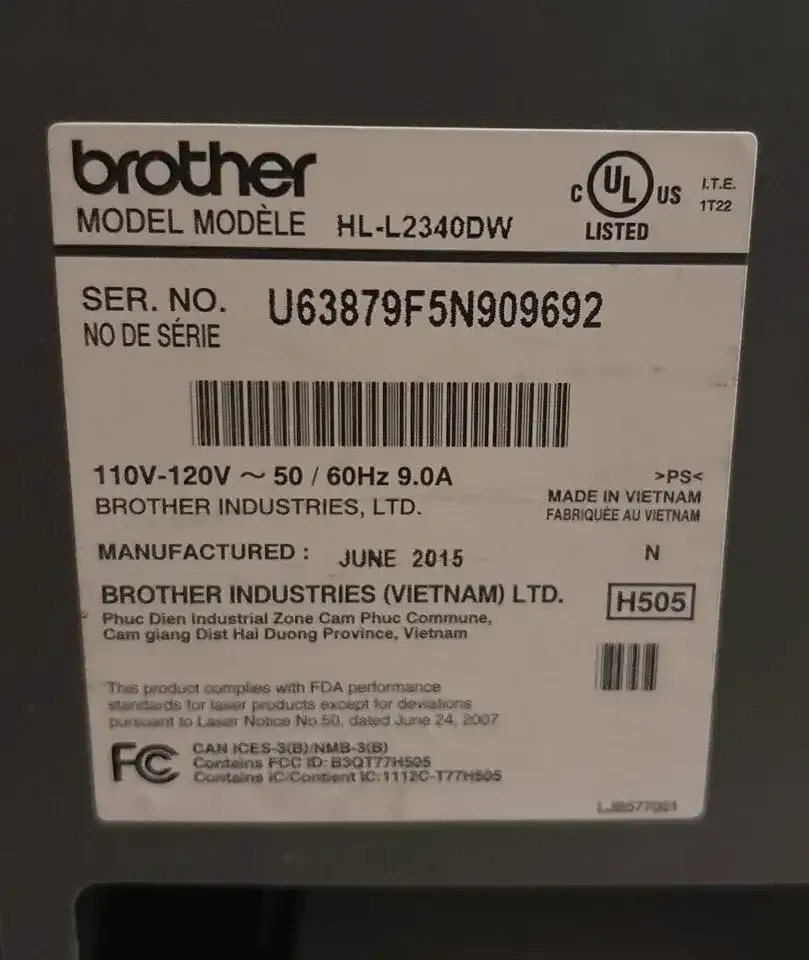 brother
MODEL MODÈLE HL-L2340DW
C UL US
LISTED
I.T.E.
1T22
SER. NO. U63879F5N909692
NO DE SÉRIE
110V-120V ~ 50 / 60Hz 9.0A
BROTHER INDUSTRIES, LTD.
>PS<
MADE IN VIETNAM
FABRIQUÉE AU VIETNAM
MANUFACTURED : JUNE 2015
N
BROTHER INDUSTRIES (VIETNAM) LTD.
H505
Phuc Dien Industrial Zone Cam Phuc Commune,
Cam giang Dist Hai Duong Province, Vietnam
This product complies with FDA performance
standards for laser products except for deviations
pursuant to Laser Notice No.50, dated June 24, 2007
FC
CAN ICES-3(B)/NMB-3(B)
Contains FCC ID: B3QT77H505
Contains IC/Contient IC:1112C-T77H505